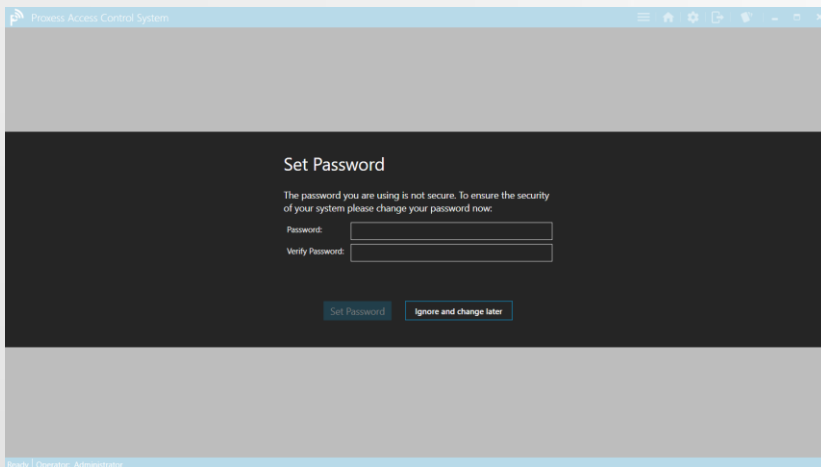 Proxess Access Control System
Set Password
The password you are using is not secure. To ensure the security
of your system please change your password now:
Password:
Verify Password:
Set Password
Ignore and change later
Ready Operator: Administrator